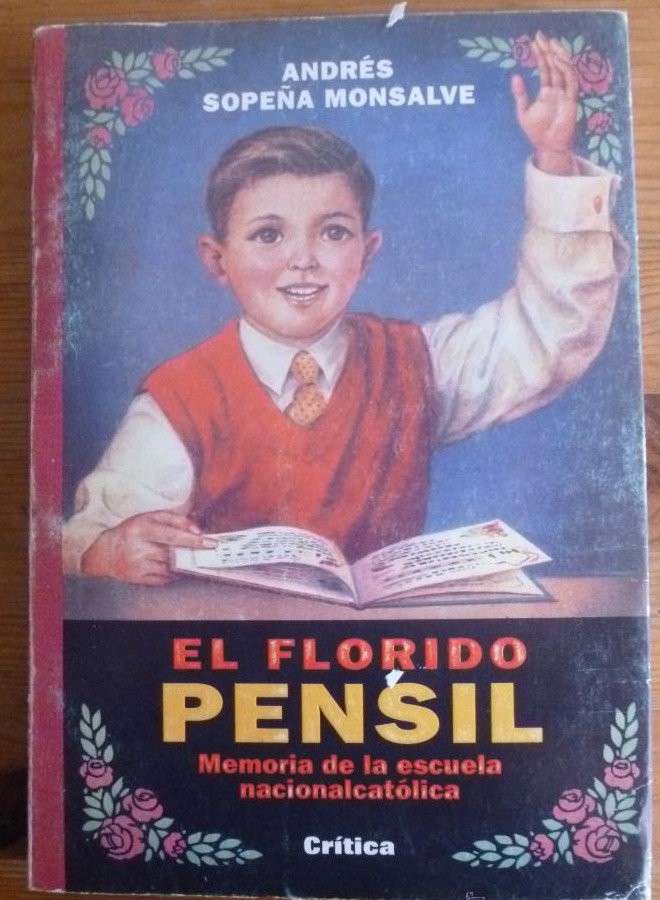 ANDRÉS
SOPEÑA MONSALVE
EL FLORIDO
PENSIL
Memoria de la escuela
nacionalcatólica
Crítica